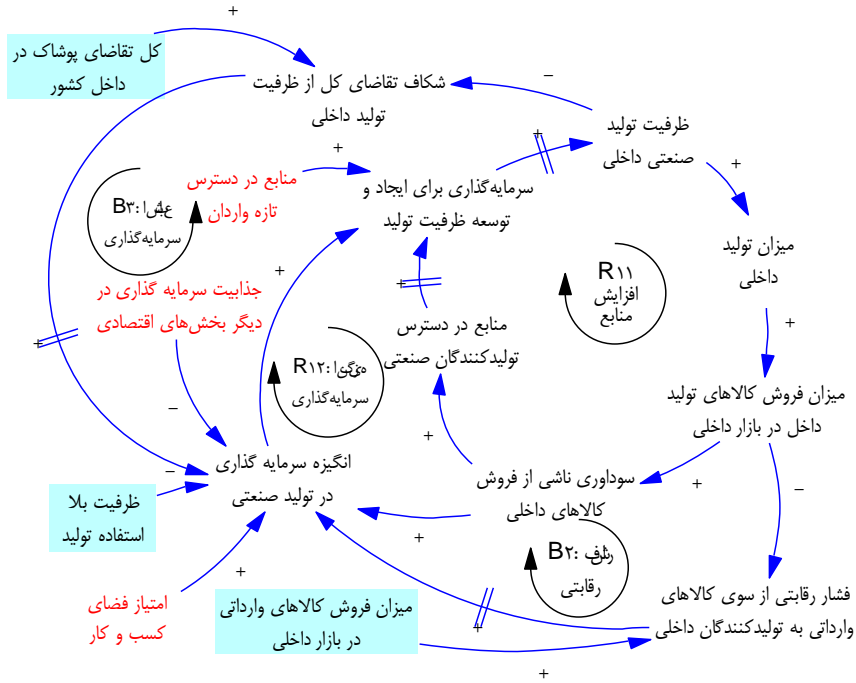 کل تقاضای پوشاک در
داخل کشور
شکاف تقاضای کل از ظرفیت
تولید داخلی
ظرفیت تولید
صنعتی داخلی
منابع در دسترس
تازه واردان
سرمایه‌گذاری برای ایجاد و
توسعه ظرفیت تولید
B۳:
سرمایه‌گذاری
میزان تولید
داخلی
R۱۱
افزایش
منابع
جذابیت سرمایه گذاری در
دیگر بخش‌های اقتصادی
منابع در دسترس
تولیدکنندگان صنعتی
R۱۲:
سرمایه‌گذاری
میزان فروش کالاهای تولید
داخل در بازار داخلی
انگیزه سرمایه گذاری
در تولید صنعتی
سوداوری ناشی از فروش
کالاهای داخلی
ظرفیت بلا
استفاده تولید
B۲:
رقابتی
امتیاز فضای
کسب و کار
میزان فروش کالاهای وارداتی
در بازار داخلی
فشار رقابتی از سوی کالاهای
وارداتی به تولیدکنندگان داخلی
+
−
+
+
+
+
+
+
+
+
−
−
+
+
−
+
+
+
+